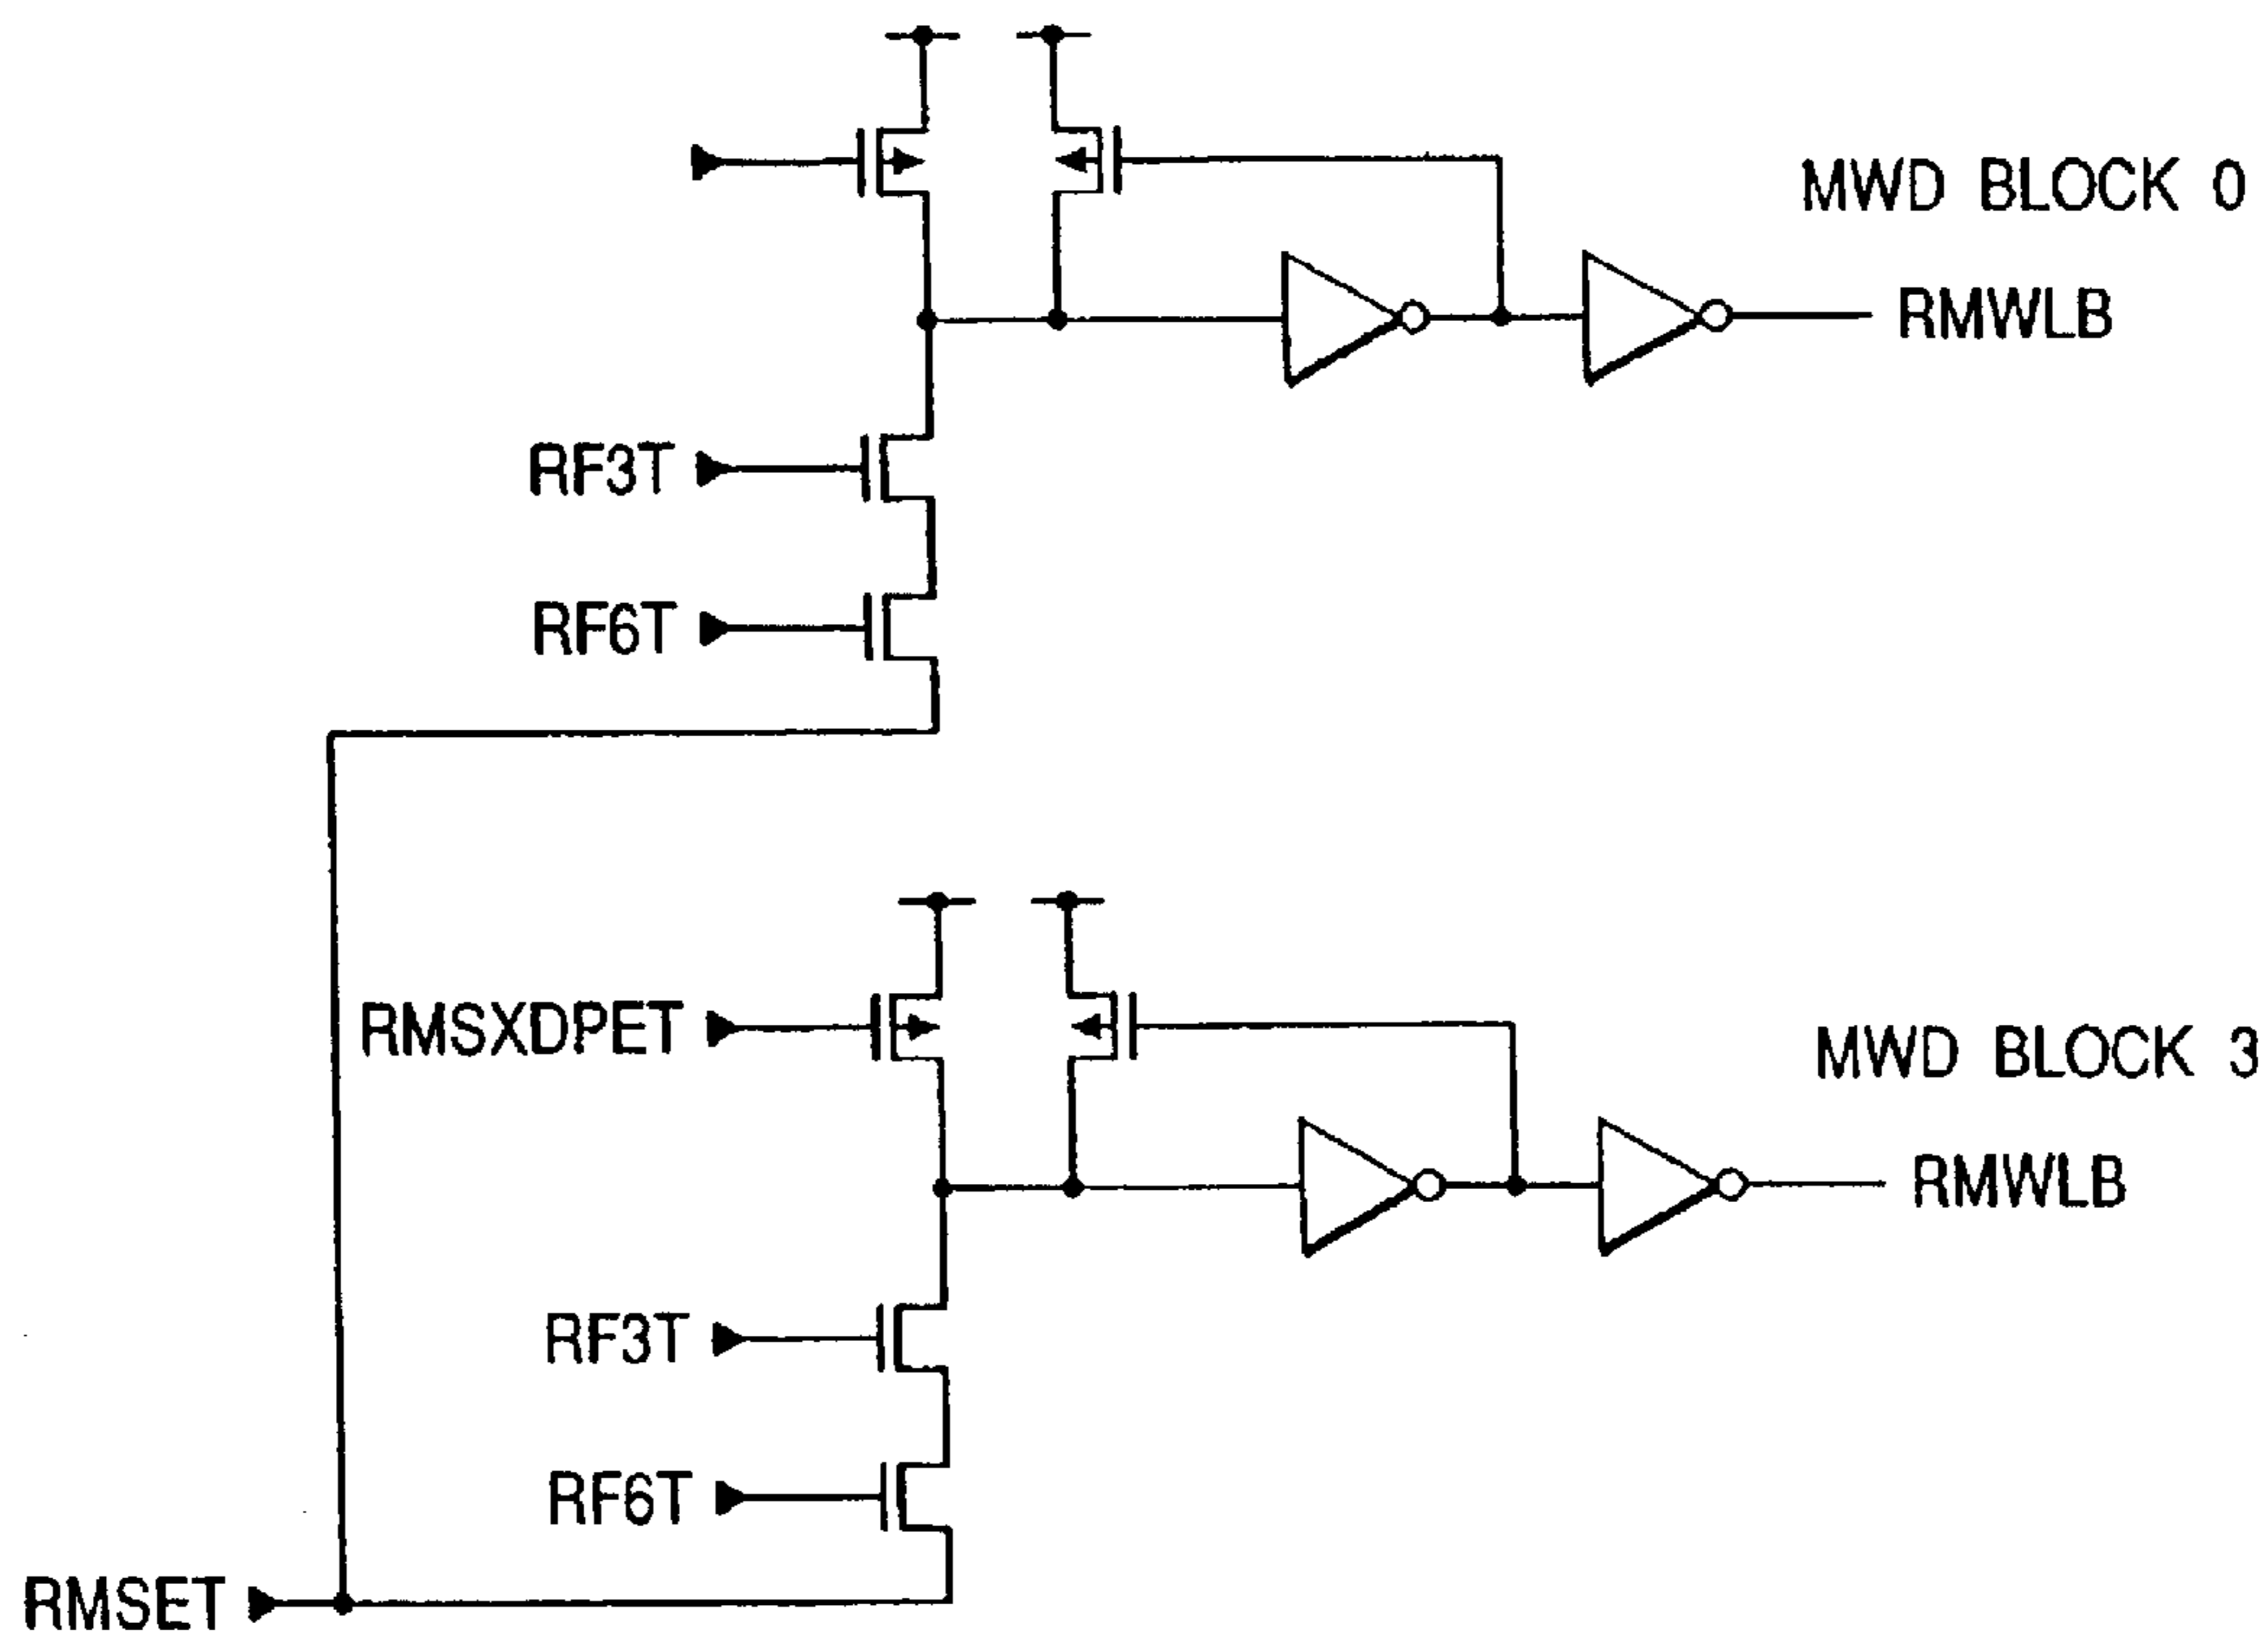 MWD BLOCK 0
RMWLB
RF3T
RF6T
RMSXDPET
MWD BLOCK 3
RMWLB
RF3T
RF6T
RMSET